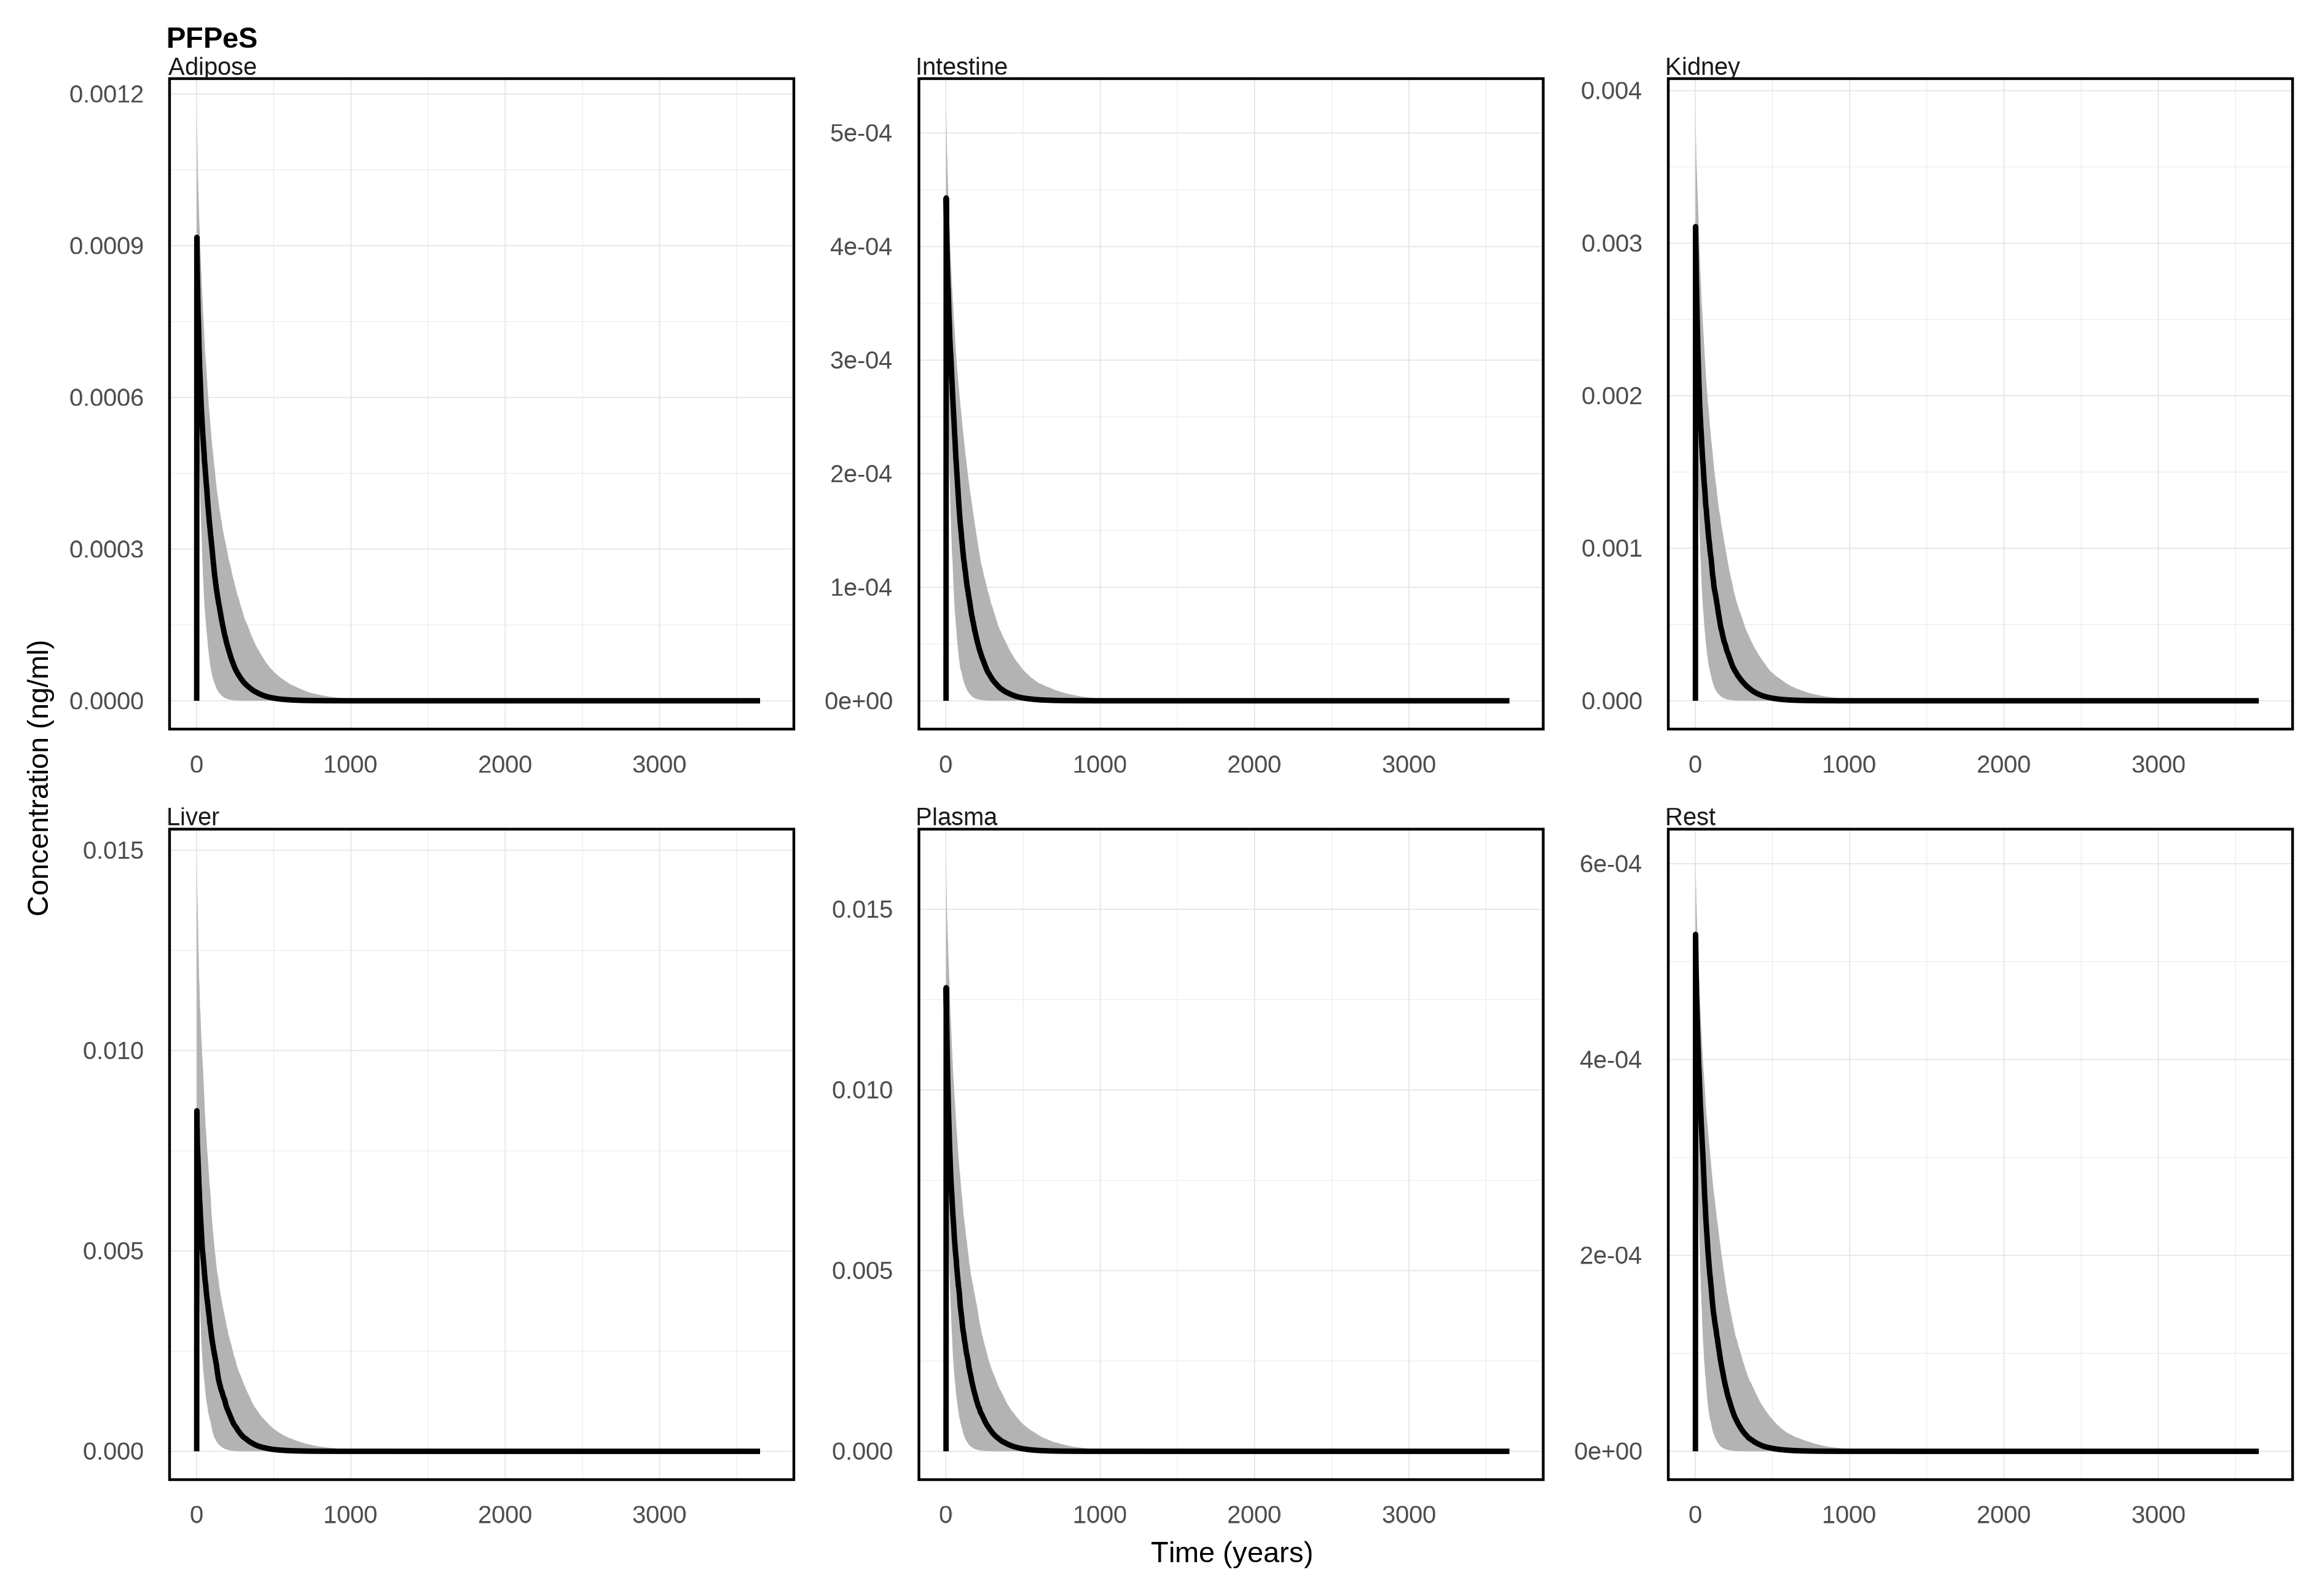 PFPeS
Adipose
Intestine
Kidney
0.0012
0.0009
0.0006
0.0003
0.0000
5e-04
4e-04
3e-04
2e-04
1e-04
0e+00
0.004
0.003
0.002
0.001
0.000
0 1000 2000 3000
0 1000 2000 3000
0 1000 2000 3000
Concentration (ng/ml)
Liver
Plasma
Rest
0.015
0.010
0.005
0.000
0.015
0.010
0.005
0.000
6e-04
4e-04
2e-04
0e+00
0 1000 2000 3000
0 1000 2000 3000
0 1000 2000 3000
Time (years)